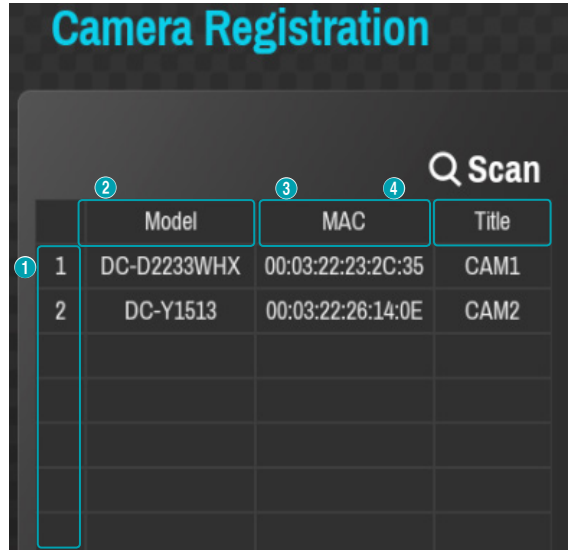 Camera Registration
Scan
2 3 4
Model MAC Title
1 1 DC-D2233WHX 00:03:22:23:2C:35 CAM1
2 DC-Y1513 00:03:22:26:14:0E CAM2